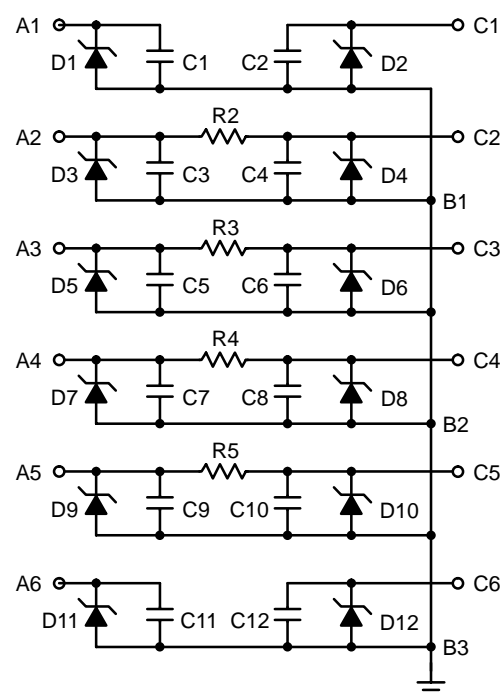 A1 C1
D1 C1 C2 D2
R2
A2 C2
D3 C3 C4 D4
B1
R3
A3 C3
D5 C5 C6 D6
R4
A4 C4
D7 C7 C8 D8
B2
R5
A5 C5
D9 C9 C10 D10
A6 C6
D11 C11 C12 D12
B3